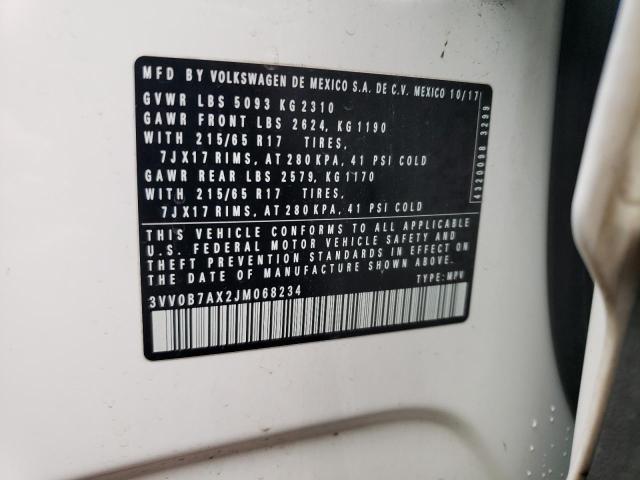 MFD BY VOLKSWAGEN DE MEXICO S.A. DE C.V. MEXICO 10/17
GVWR LBS 5093 KG 2310
GAWR FRONT LBS 2624, KG 1190
WITH 215/65 R17 TIRES,
7JX17 RIMS, AT 280 KPA, 41 PSI COLD
GAWR REAR LBS 2579, KG 1170
WITH 215/65 R17 TIRES,
7JX17 RIMS, AT 280 KPA, 41 PSI COLD
THIS VEHICLE CONFORMS TO ALL APPLICABLE
U.S. FEDERAL MOTOR VEHICLE SAFETY AND
THEFT PREVENTION STANDARDS IN EFFECT ON
THE DATE OF MANUFACTURE SHOWN ABOVE.
3VV0B7AX2JM068234 TYPE: MPV
4320098 3299